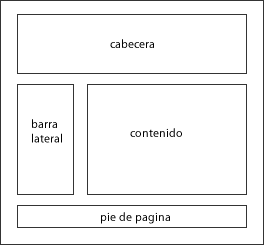 cabecera
barra
lateral
contenido
pie de pagina